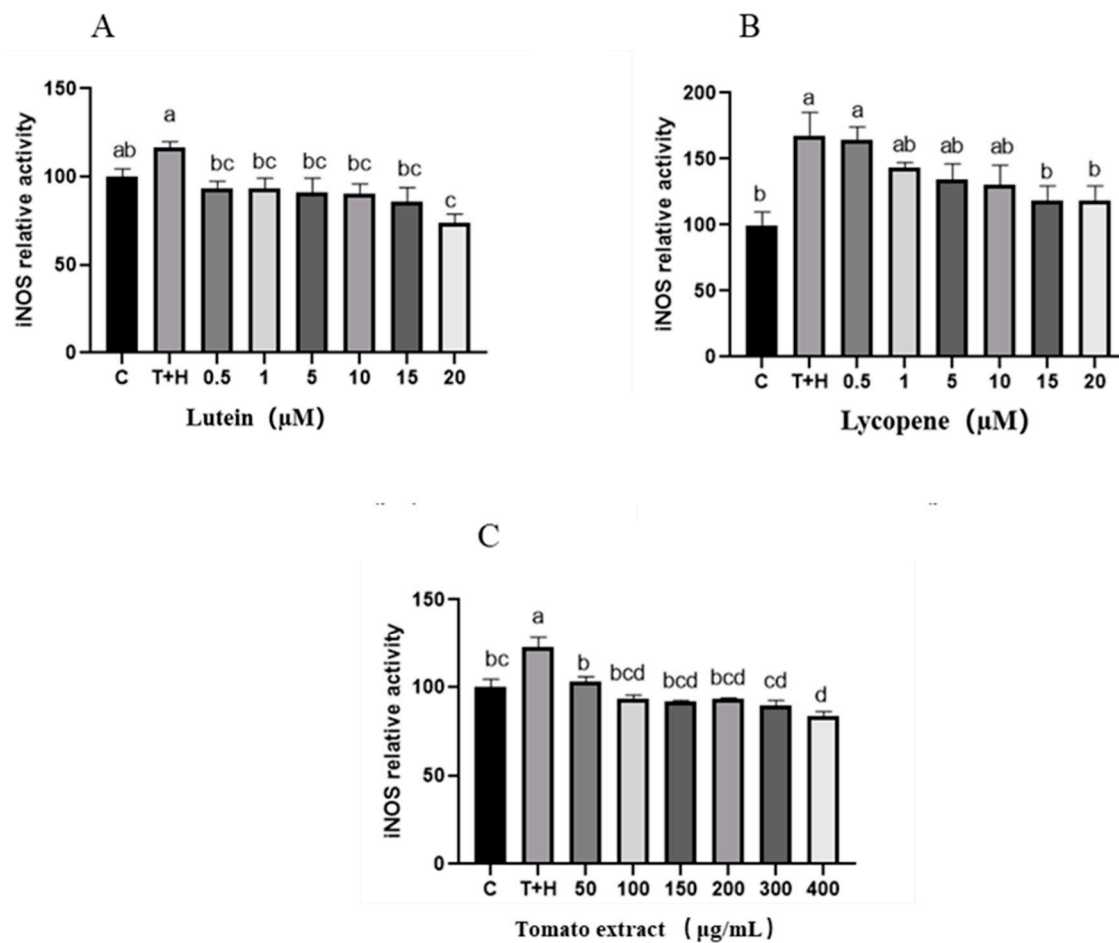 A
iNOS relative activity
150
100
50
0
ab
a
bc
bc
bc
bc
bc
c
C T+H 0.5 1 5 10 15 20
Lutein (μM)
B
iNOS relative activity
200
150
100
50
0
b
a
a
ab
ab
ab
b
b
C T+H 0.5 1 5 10 15 20
Lycopene (μM)
C
iNOS relative activity
150
100
50
0
bc
a
b
bcd
bcd
bcd
cd
d
C T+H 50 100 150 200 300 400
Tomato extract (μg/mL)